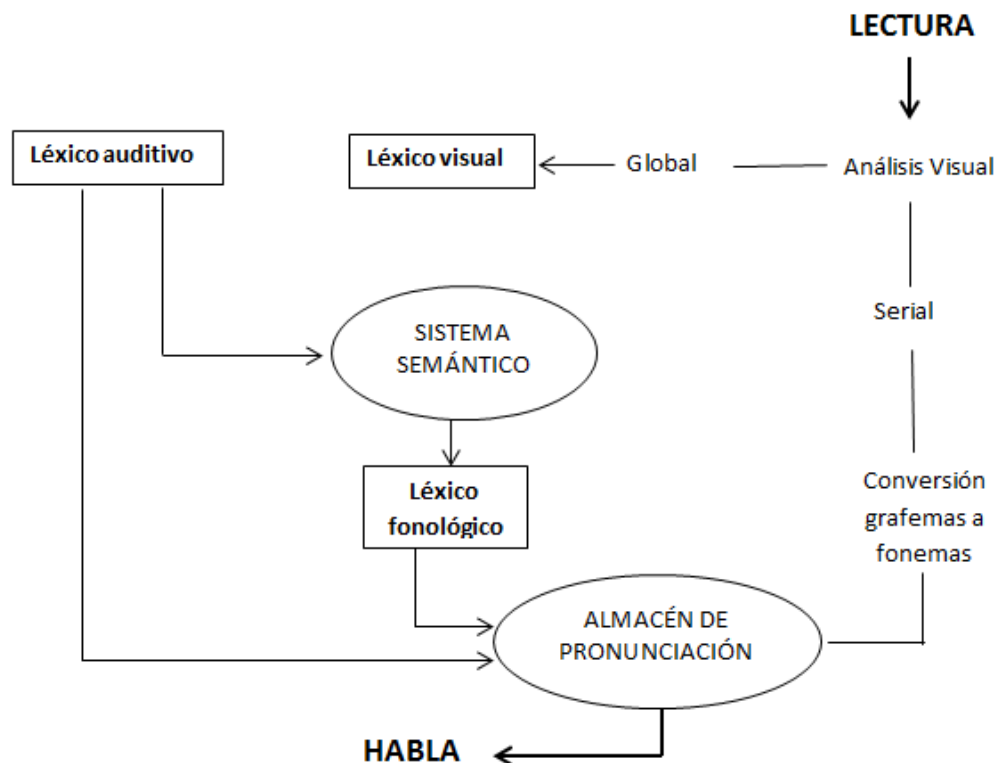 LECTURA
Léxico auditivo
Léxico visual
Global
Análisis Visual
Serial
SISTEMA
SEMÁNTICO
Léxico
fonológico
Conversión
grafemas a
fonemas
ALMACÉN DE
PRONUNCIACIÓN
HABLA